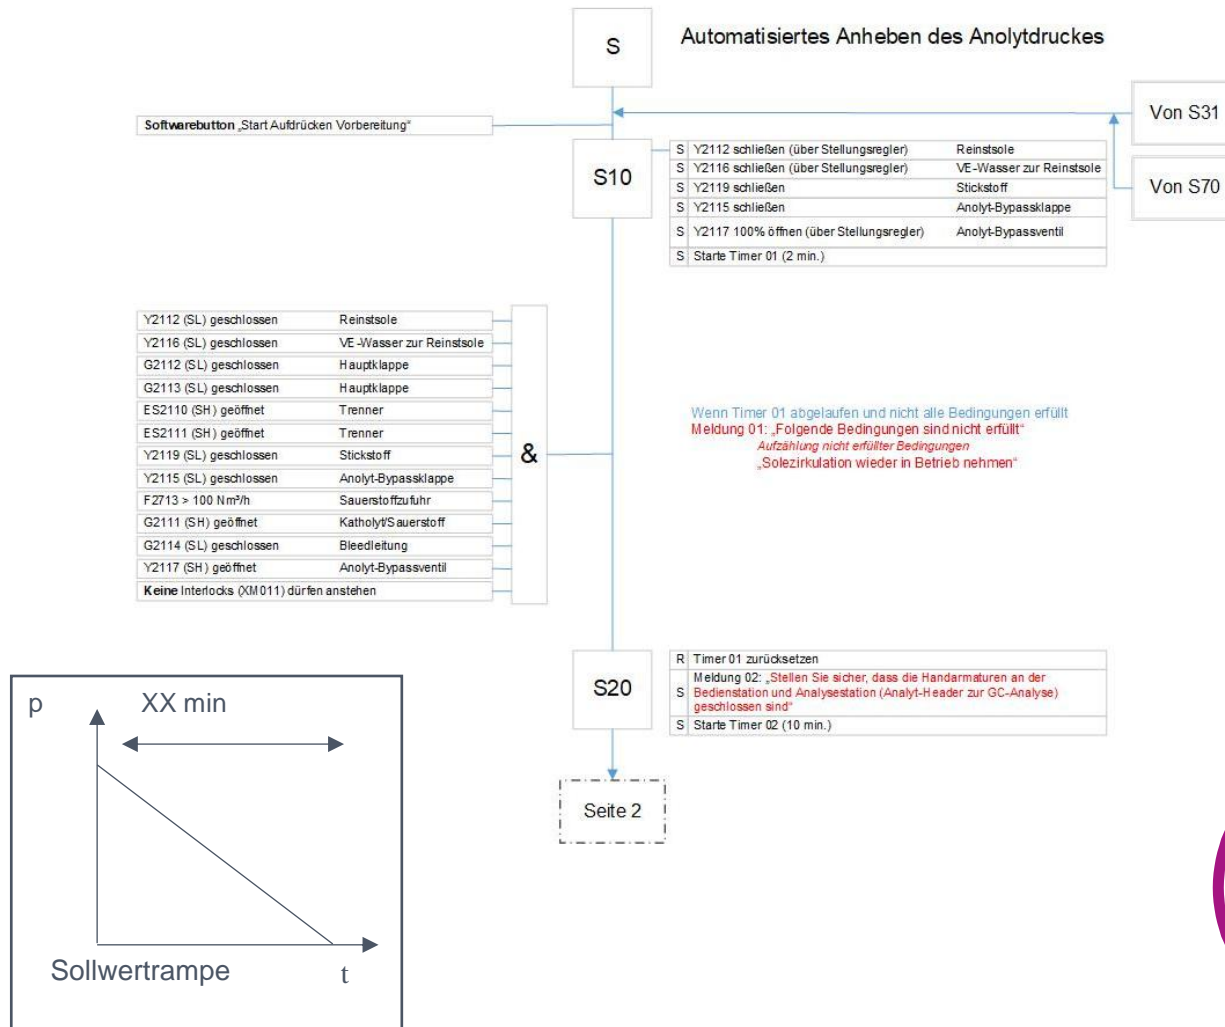 S
Automatisiertes Anheben des Anolytdruckes
Von S31
Softwarebutton „Start Aufdrücken Vorbereitung“
S10
S Y2112 schließen (über Stellungsregler) Reinstsole
S Y2116 schließen (über Stellungsregler) VE-Wasser zur Reinstsole
S Y2119 schließen Stickstoff
S Y2115 schließen Anolyt-Bypassklappe
S Y2117 100% öffnen (über Stellungsregler) Anolyt-Bypassventil
S Starte Timer 01 (2 min.)
Von S70
Y2112 (SL) geschlossen Reinstsole
Y2116 (SL) geschlossen VE-Wasser zur Reinstsole
G2112 (SL) geschlossen Hauptklappe
G2113 (SL) geschlossen Hauptklappe
ES2110 (SH) geöffnet Trenner
ES2111 (SH) geöffnet Trenner
Y2119 (SL) geschlossen Stickstoff
Y2115 (SL) geschlossen Anolyt-Bypassklappe
F2713 > 100 Nm³/h Sauerstoffzufuhr
G2111 (SH) geöffnet Katholyt/Sauerstoff
G2114 (SL) geschlossen Bleedleitung
Y2117 (SH) geöffnet Anolyt-Bypassventil
Keine Interlocks (XM011) dürfen anstehen
&
Wenn Timer 01 abgelaufen und nicht alle Bedingungen erfüllt
Meldung 01: „Folgende Bedingungen sind nicht erfüllt“
Aufzählung nicht erfüllter Bedingungen
„Solezirkulation wieder in Betrieb nehmen“
S20
R Timer 01 zurücksetzen
S Meldung 02: „Stellen Sie sicher, dass die Handarmaturen an der
Bedienstation und Analysestation (Analyt-Header zur GC-Analyse)
geschlossen sind“
S Starte Timer 02 (10 min.)
Seite 2
p XX min
Sollwertrampe t